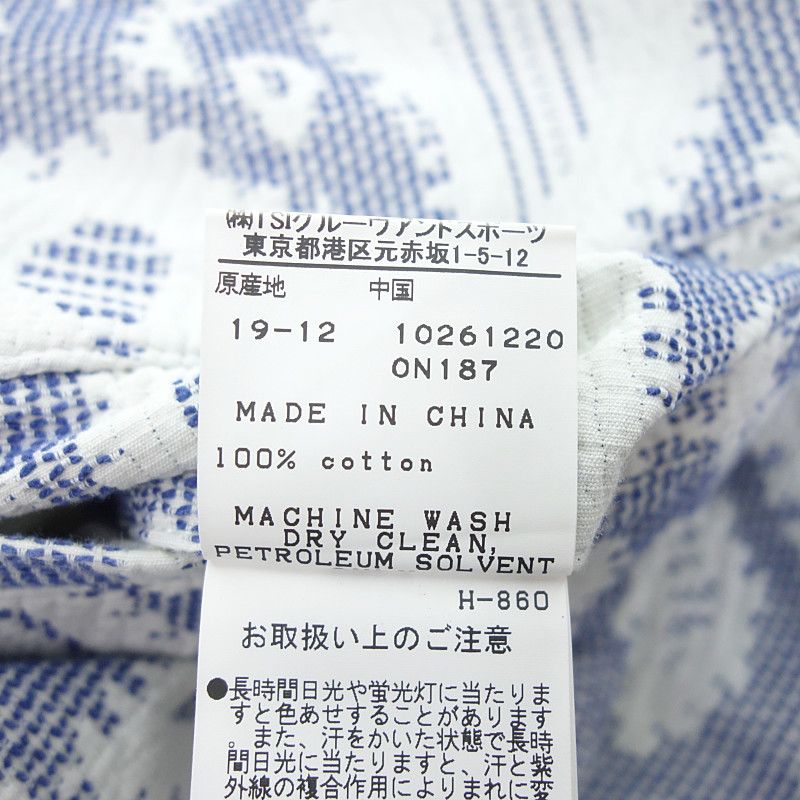 ㈱TSIグルーヴアンドスポーツ
東京都港区元赤坂1-5-12
原産地 中国
19-12 10261220
0N187
MADE IN CHINA
100% cotton
MACHINE WASH
DRY CLEAN,
PETROLEUM SOLVENT
H-860
お取扱い上のご注意
●長時間日光や蛍光灯に当たりま
すと色あせすることがあります
。また、汗をかいた状態で長時
間日光に当たりますと、汗と紫
外線の複合作用によりまれに変